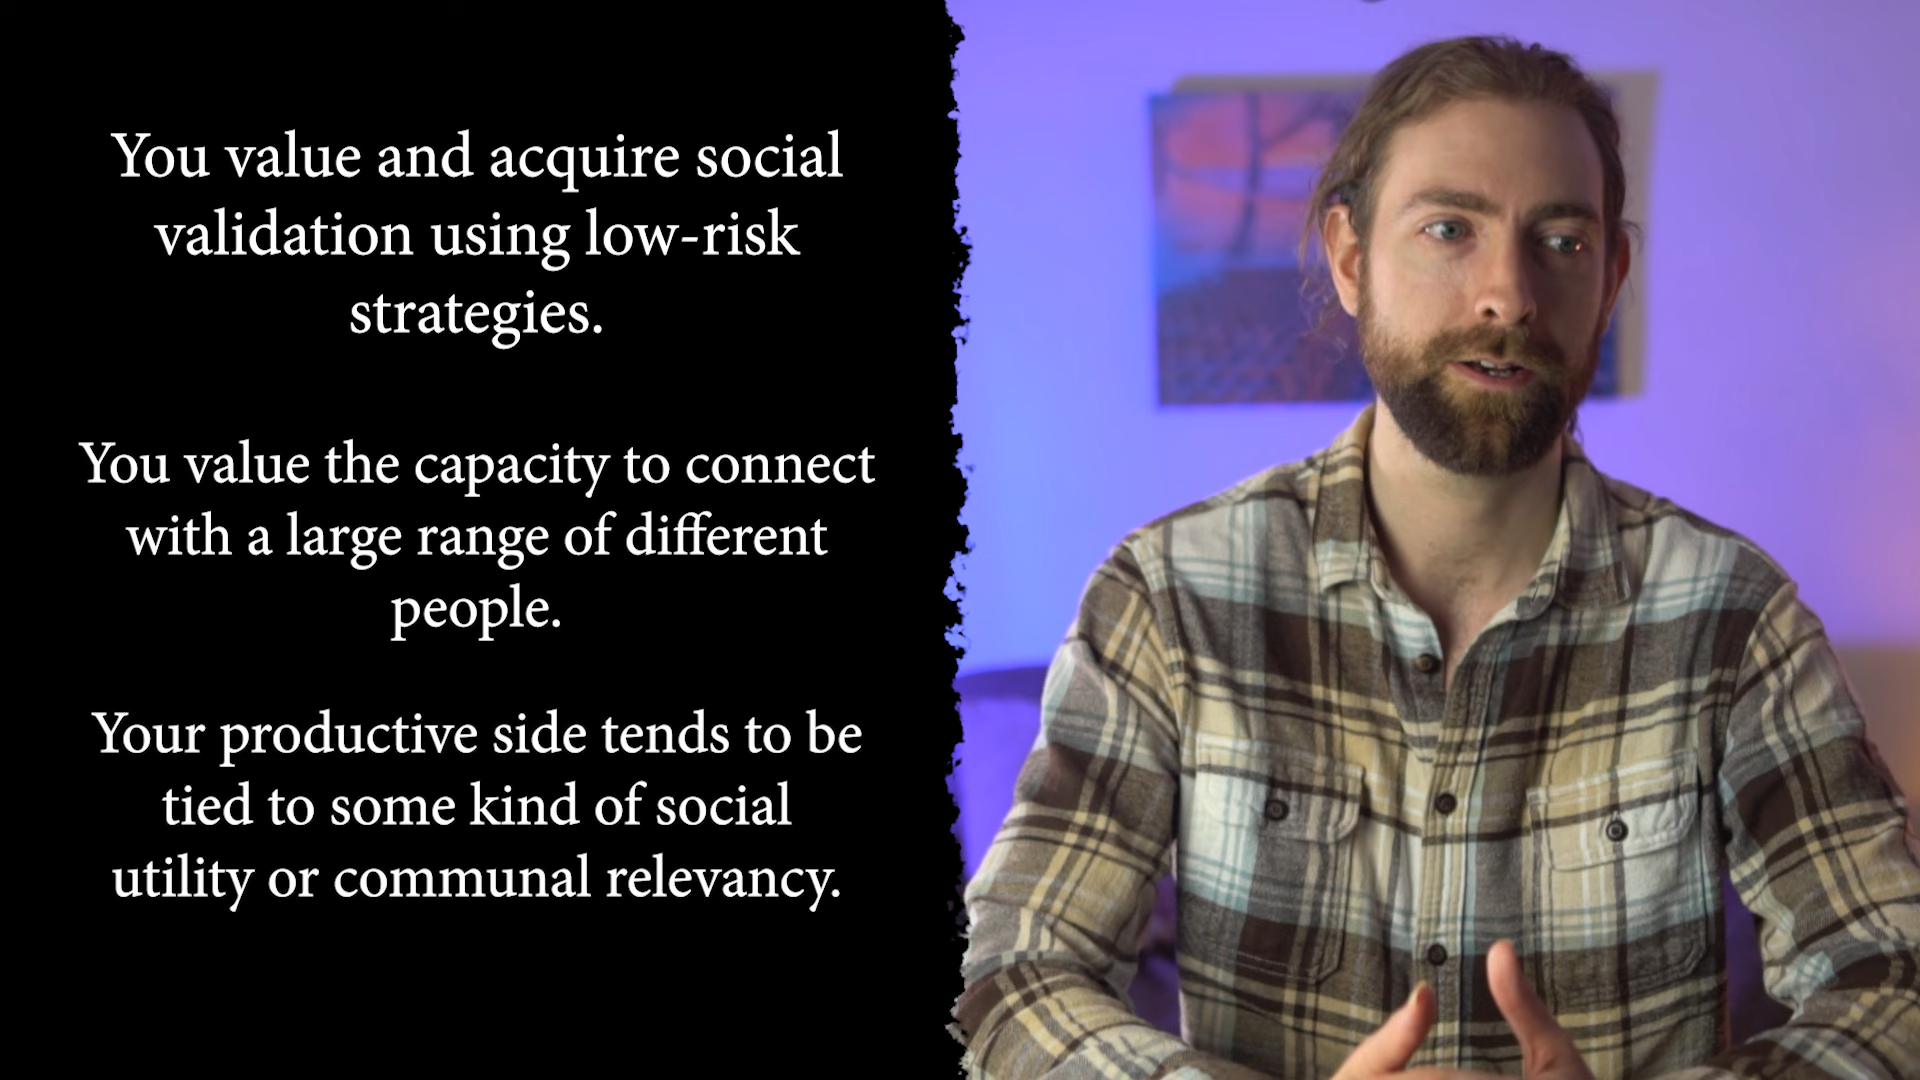 You value and acquire social
validation using low-risk
strategies.
You value the capacity to connect
with a large range of different
people.
Your productive side tends to be
tied to some kind of social
utility or communal relevancy.